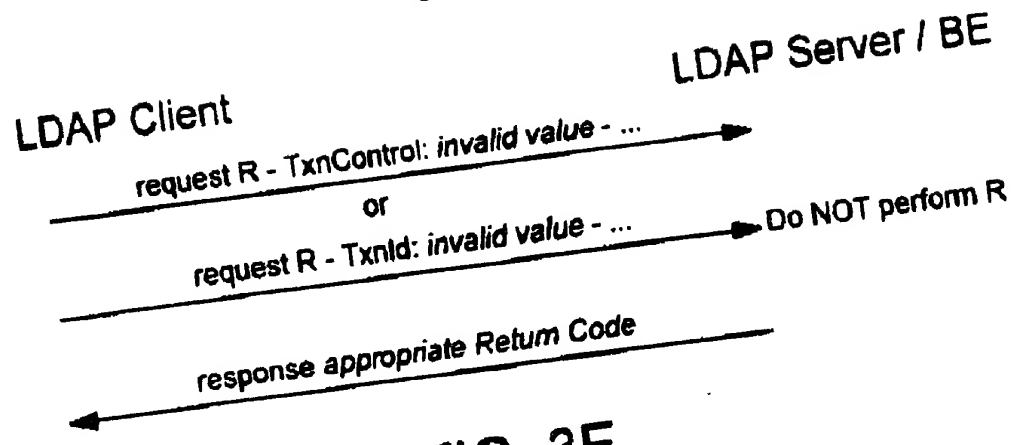 LDAP Client
LDAP Server / BE
request R - TxnControl: invalid value - ...
or
request R - TxnId: invalid value - ...
Do NOT perform R
response appropriate Return Code
3F